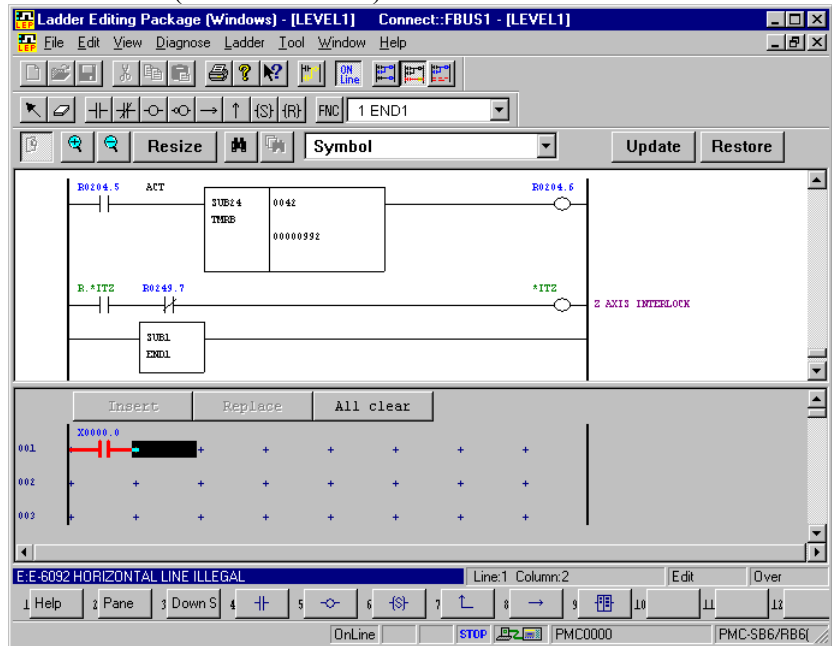 Ladder Editing Package (Windows) - [LEVEL1] Connect::FBUS1 - [LEVEL1]
File Edit View Diagnose Ladder Tool Window Help
ON Line
{S} {R} FNC 1 END1
Resize Symbol Update Restore
R0204.5 ACT R0204.6
SUB24 0042
TMRB
00000992
R.*ITZ R0249.7 *ITZ
Z AXIS INTERLOCK
SUB1
END1
Insert Replace All clear
X0000.0
001
002
003
E:E-6092 HORIZONTAL LINE ILLEGAL Line:1 Column:2 Edit Over
1 Help 2 Pane 3 Down S 4 5 6 {S} 7 8 9 10 11 12
OnLine STOP PMC0000 PMC-SB6/RB6(